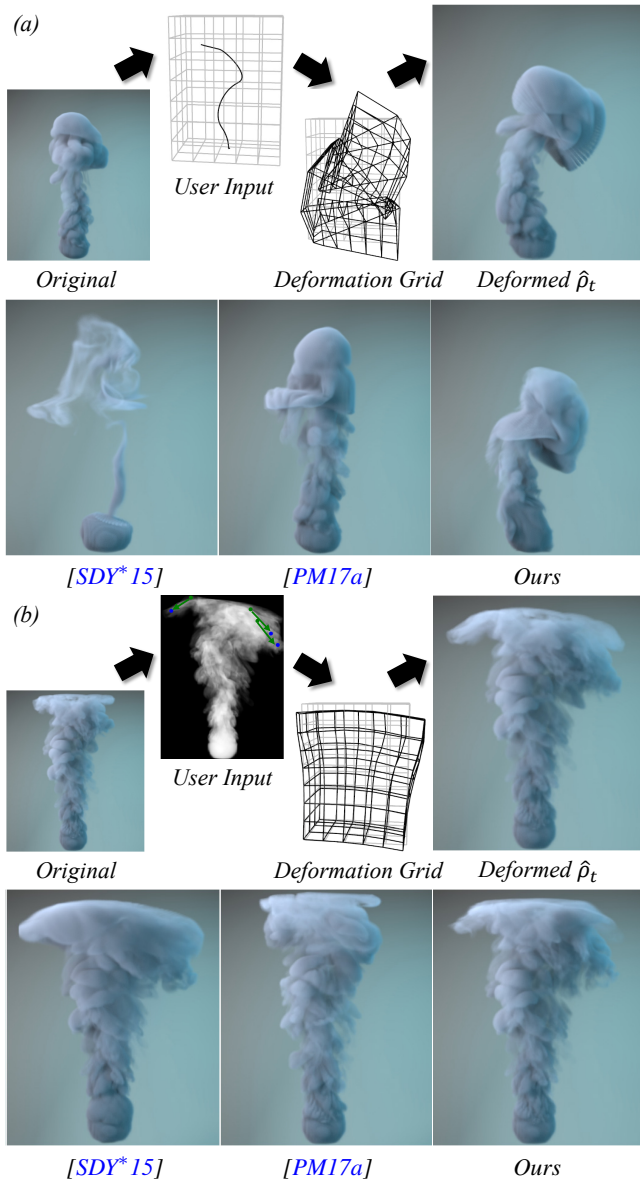 (a)
User Input
Original
Deformation Grid
Deformed ρ̂t
[SDY*15]
[PM17a]
Ours
(b)
User Input
Original
Deformation Grid
Deformed ρ̂t
[SDY*15]
[PM17a]
Ours